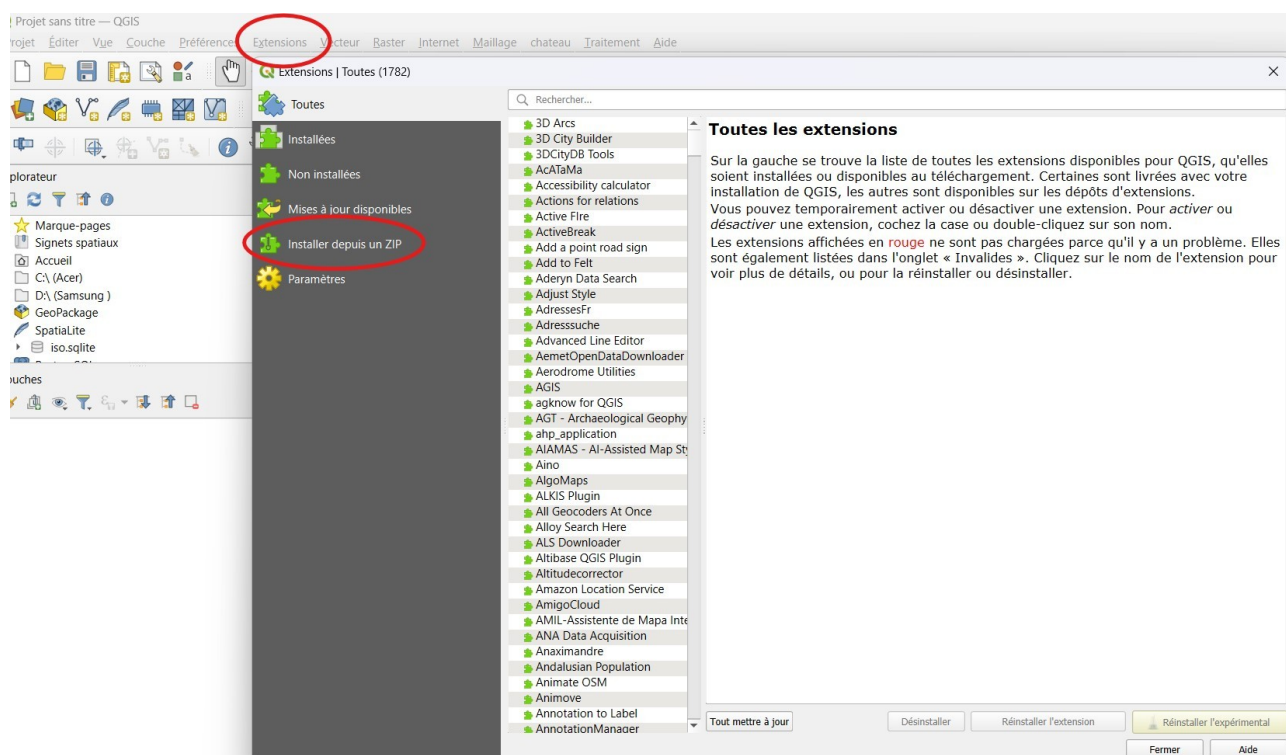 Projet sans titre — QGIS
rojet Éditer Vue Couche Préférences Extensions Vecteur Raster Internet Maillage chateau Traitement Aide
Extensions | Toutes (1782)
Toutes
Installées
Non installées
Mises à jour disponibles
Installer depuis un ZIP
Paramètres
plorateur
Marque-pages
Signets spatiaux
Accueil
C:\ (Acer)
D:\ (Samsung )
GeoPackage
SpatiaLite
iso.sqlite
ouches
Rechercher...
3D Arcs
3D City Builder
3DCityDB Tools
AcATaMa
Accessibility calculator
Actions for relations
Active FIre
ActiveBreak
Add a point road sign
Add to Felt
Aderyn Data Search
Adjust Style
AdressesFr
Adresssuche
Advanced Line Editor
AemetOpenDataDownloader
Aerodrome Utilities
AGIS
agknow for QGIS
AGT - Archaeological Geophy
ahp_application
AIAMAS - AI-Assisted Map Sty
Aino
AlgoMaps
ALKIS Plugin
All Geocoders At Once
Alloy Search Here
ALS Downloader
Altibase QGIS Plugin
Altitudecorrector
Amazon Location Service
AmigoCloud
AMIL-Assistente de Mapa Inte
ANA Data Acquisition
Anaximandre
Andalusian Population
Animate OSM
Animove
Annotation to Label
AnnotationManager
Toutes les extensions
Sur la gauche se trouve la liste de toutes les extensions disponibles pour QGIS, qu'elles
soient installées ou disponibles au téléchargement. Certaines sont livrées avec votre
installation de QGIS, les autres sont disponibles sur les dépôts d'extensions.
Vous pouvez temporairement activer ou désactiver une extension. Pour activer ou
désactiver une extension, cochez la case ou double-cliquez sur son nom.
Les extensions affichées en rouge ne sont pas chargées parce qu'il y a un problème. Elles
sont également listées dans l'onglet « Invalides ». Cliquez sur le nom de l'extension pour
voir plus de détails, ou pour la réinstaller ou désinstaller.
Tout mettre à jour
Désinstaller
Réinstaller l'extension
Réinstaller l'expérimental
Fermer
Aide